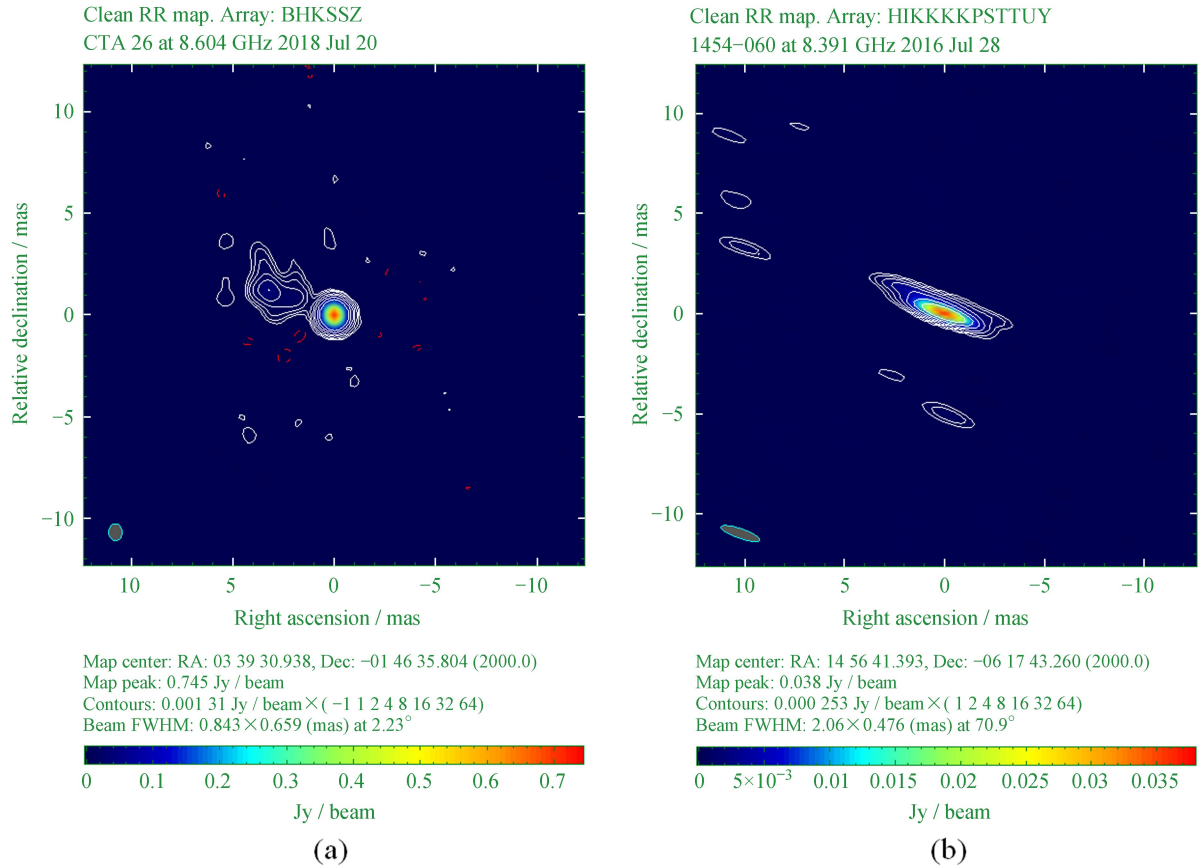 Clean RR map. Array: BHKSSZ
CTA 26 at 8.604 GHz 2018 Jul 20
10
5
0
−5
−10
Relative declination / mas
10 5 0 −5 −10
Right ascension / mas
Map center: RA: 03 39 30.938, Dec: −01 46 35.804 (2000.0)
Map peak: 0.745 Jy / beam
Contours: 0.001 31 Jy / beam×( −1 1 2 4 8 16 32 64)
Beam FWHM: 0.843×0.659 (mas) at 2.23°
0 0.1 0.2 0.3 0.4 0.5 0.6 0.7
Jy / beam
(a)
Clean RR map. Array: HIKKKKPSTTUY
1454−060 at 8.391 GHz 2016 Jul 28
10
5
0
−5
−10
Relative declination / mas
10 5 0 −5 −10
Right ascension / mas
Map center: RA: 14 56 41.393, Dec: −06 17 43.260 (2000.0)
Map peak: 0.038 Jy / beam
Contours: 0.000 253 Jy / beam×( 1 2 4 8 16 32 64)
Beam FWHM: 2.06×0.476 (mas) at 70.9°
0 5×10⁻³ 0.01 0.015 0.02 0.025 0.03 0.035
Jy / beam
(b)